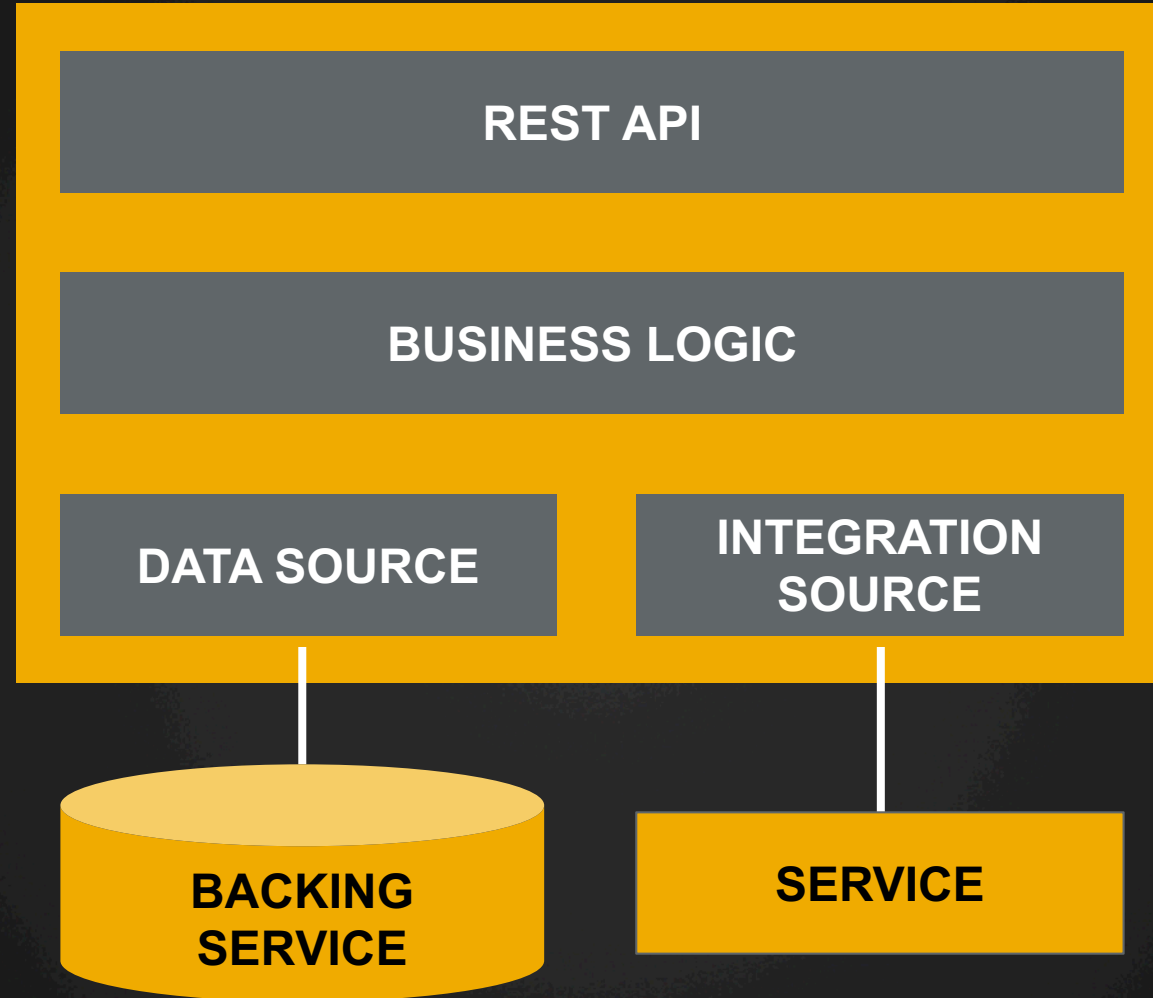 REST API
BUSINESS LOGIC
DATA SOURCE
INTEGRATION
SOURCE
BACKING
SERVICE
SERVICE